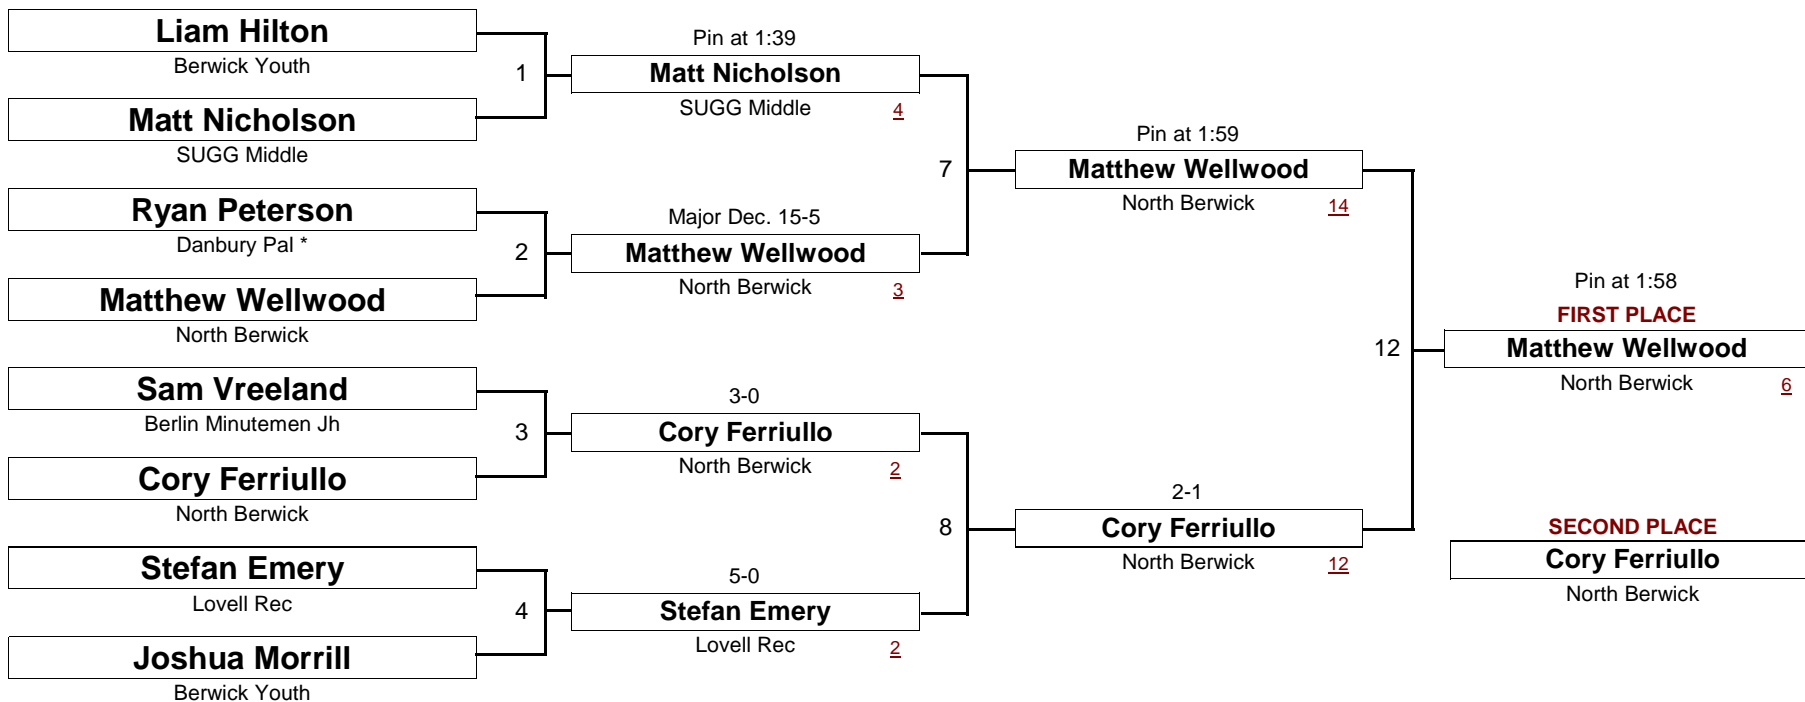 Liam Hilton
Berwick Youth
1
Matt Nicholson
SUGG Middle
Ryan Peterson
Danbury Pal *
2
Matthew Wellwood
North Berwick
Sam Vreeland
Berlin Minutemen Jh
3
Cory Ferriullo
North Berwick
Stefan Emery
Lovell Rec
4
Joshua Morrill
Berwick Youth
Pin at 1:39
Matt Nicholson
SUGG Middle 4
7
Major Dec. 15-5
Matthew Wellwood
North Berwick 3
3-0
Cory Ferriullo
North Berwick 2
8
5-0
Stefan Emery
Lovell Rec 2
Pin at 1:59
Matthew Wellwood
North Berwick 14
12
2-1
Cory Ferriullo
North Berwick 12
Pin at 1:58
FIRST PLACE
Matthew Wellwood
North Berwick 6
SECOND PLACE
Cory Ferriullo
North Berwick